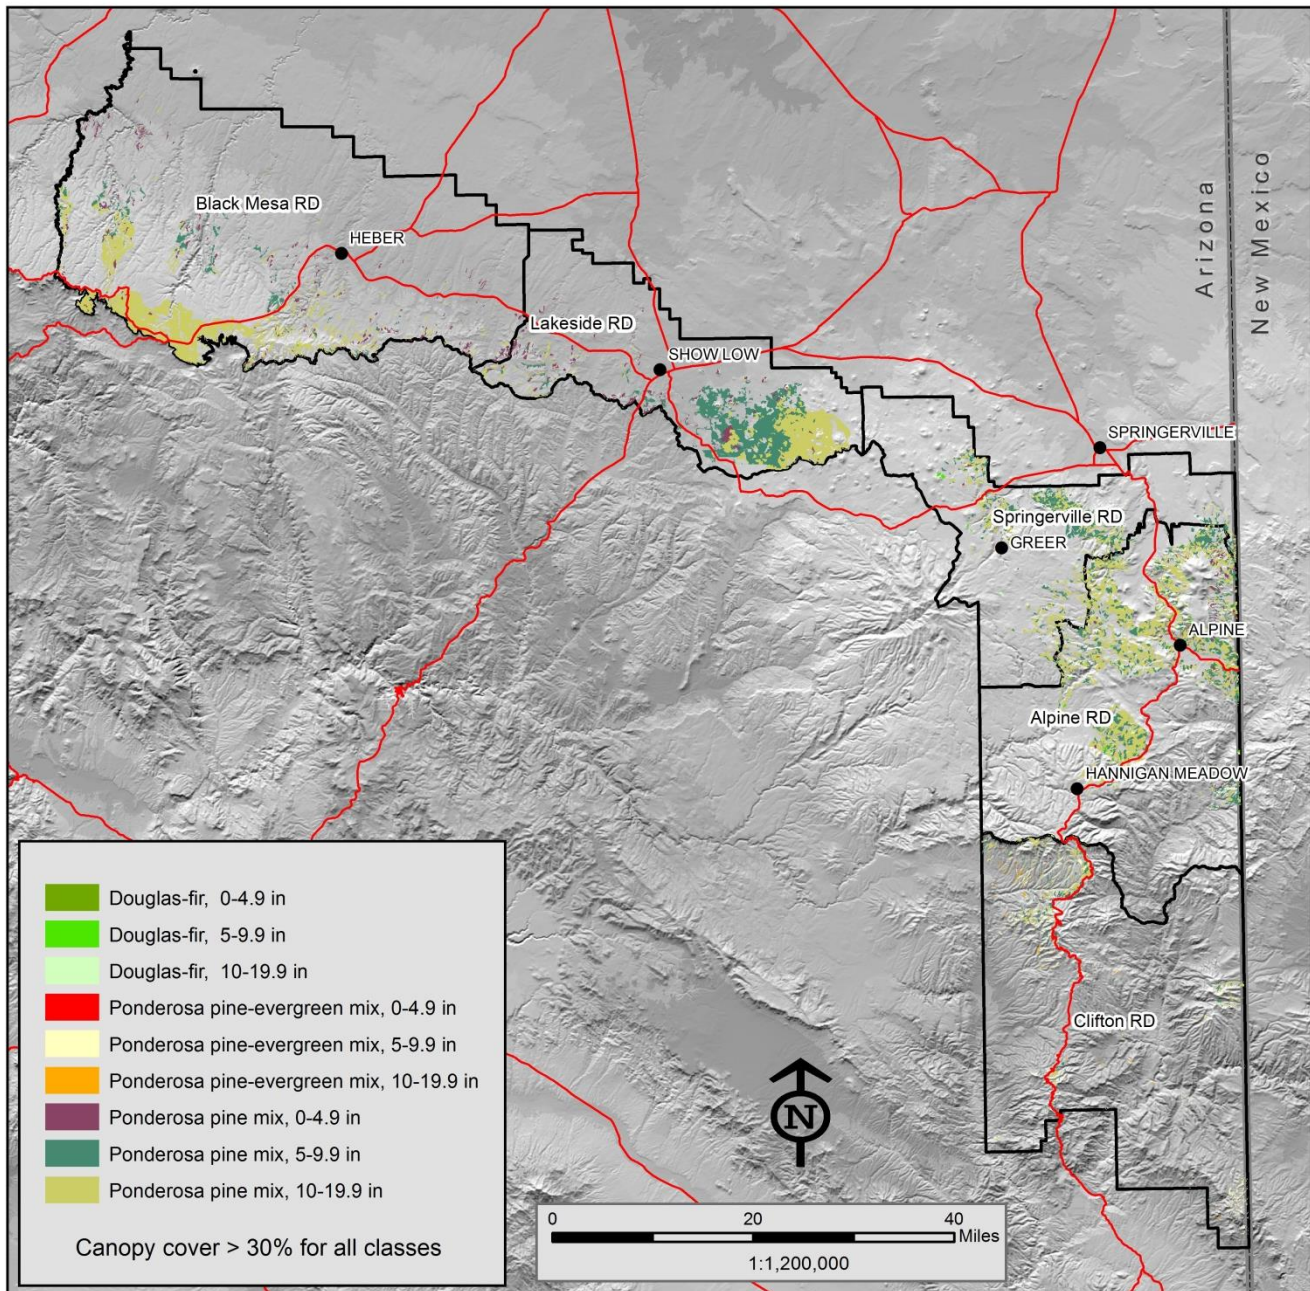 Black Mesa RD
HEBER
Arizona
New Mexico
Lakeside RD
SHOW LOW
SPRINGERVILLE
Springerville RD
GREER
ALPINE
Alpine RD
HANNIGAN MEADOW
Clifton RD
Douglas-fir, 0-4.9 in
Douglas-fir, 5-9.9 in
Douglas-fir, 10-19.9 in
Ponderosa pine-evergreen mix, 0-4.9 in
Ponderosa pine-evergreen mix, 5-9.9 in
Ponderosa pine-evergreen mix, 10-19.9 in
Ponderosa pine mix, 0-4.9 in
Ponderosa pine mix, 5-9.9 in
Ponderosa pine mix, 10-19.9 in
Canopy cover > 30% for all classes
N
0 20 40
Miles
1:1,200,000